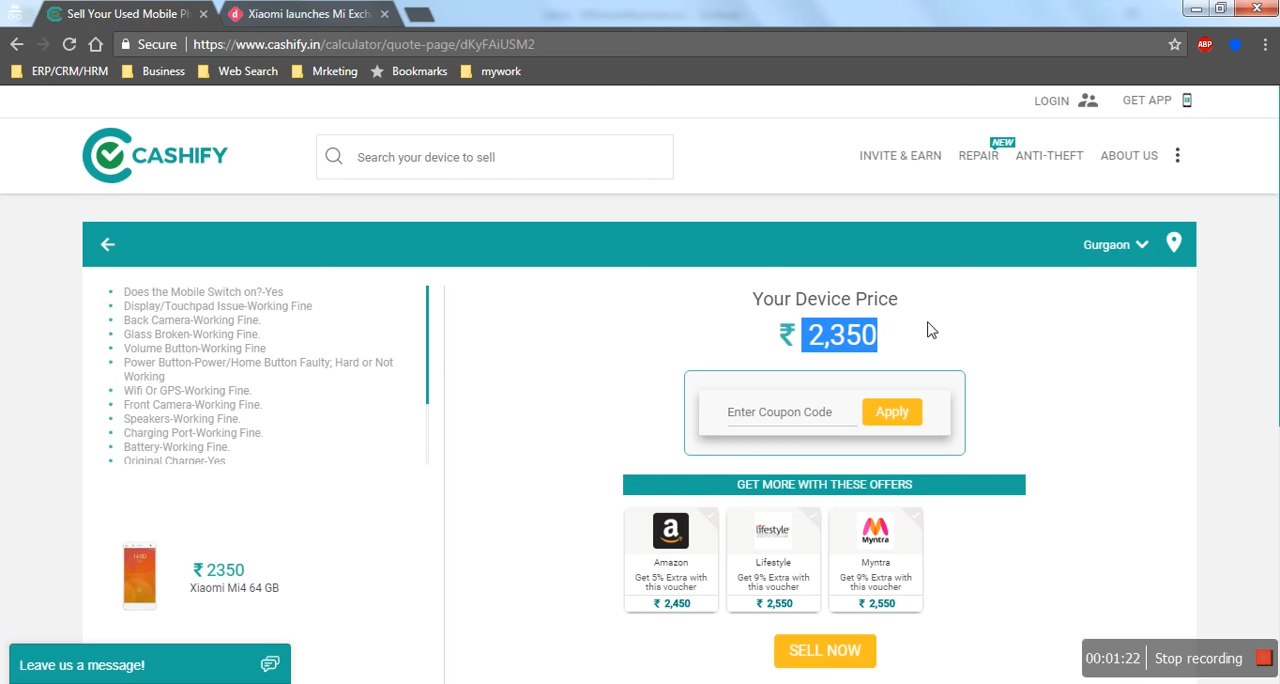 Sell Your Used Mobile Ph
Xiaomi launches Mi Exch
Secure https://www.cashify.in/calculator/quote-page/dKyFAiUSM2
ABP
ERP/CRM/HRM Business Web Search Mrketing Bookmarks mywork
LOGIN GET APP
CASHIFY
Search your device to sell
INVITE & EARN REPAIR NEW ANTI-THEFT ABOUT US
Gurgaon
Does the Mobile Switch on?-Yes
Display/Touchpad Issue-Working Fine
Back Camera-Working Fine.
Glass Broken-Working Fine.
Volume Button-Working Fine
Power Button-Power/Home Button Faulty; Hard or Not
Working
Wifi Or GPS-Working Fine.
Front Camera-Working Fine.
Speakers-Working Fine.
Charging Port-Working Fine.
Battery-Working Fine.
Original Charger-Yes
₹ 2350
Xiaomi Mi4 64 GB
Your Device Price
₹ 2,350
Enter Coupon Code Apply
GET MORE WITH THESE OFFERS
a
Amazon
Get 5% Extra with
this voucher
₹ 2,450
lifestyle
Lifestyle
Get 9% Extra with
this voucher
₹ 2,550
Myntra
Myntra
Get 9% Extra with
this voucher
₹ 2,550
SELL NOW
Leave us a message!
00:01:22 Stop recording